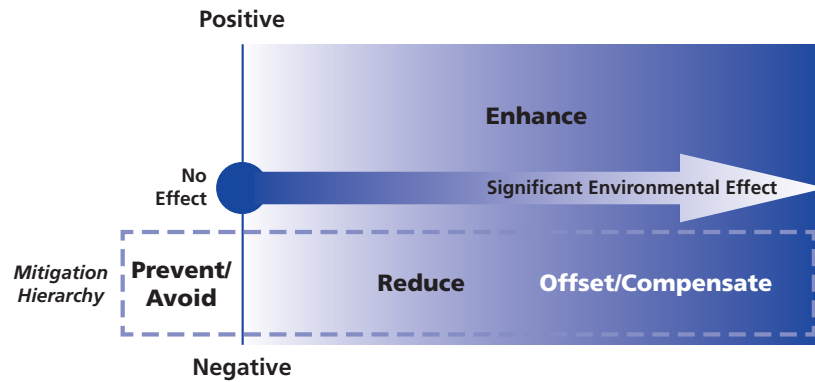 Positive
Enhance
No
Effect
Significant Environmental Effect
Mitigation
Hierarchy
Prevent/
Avoid
Reduce
Offset/Compensate
Negative